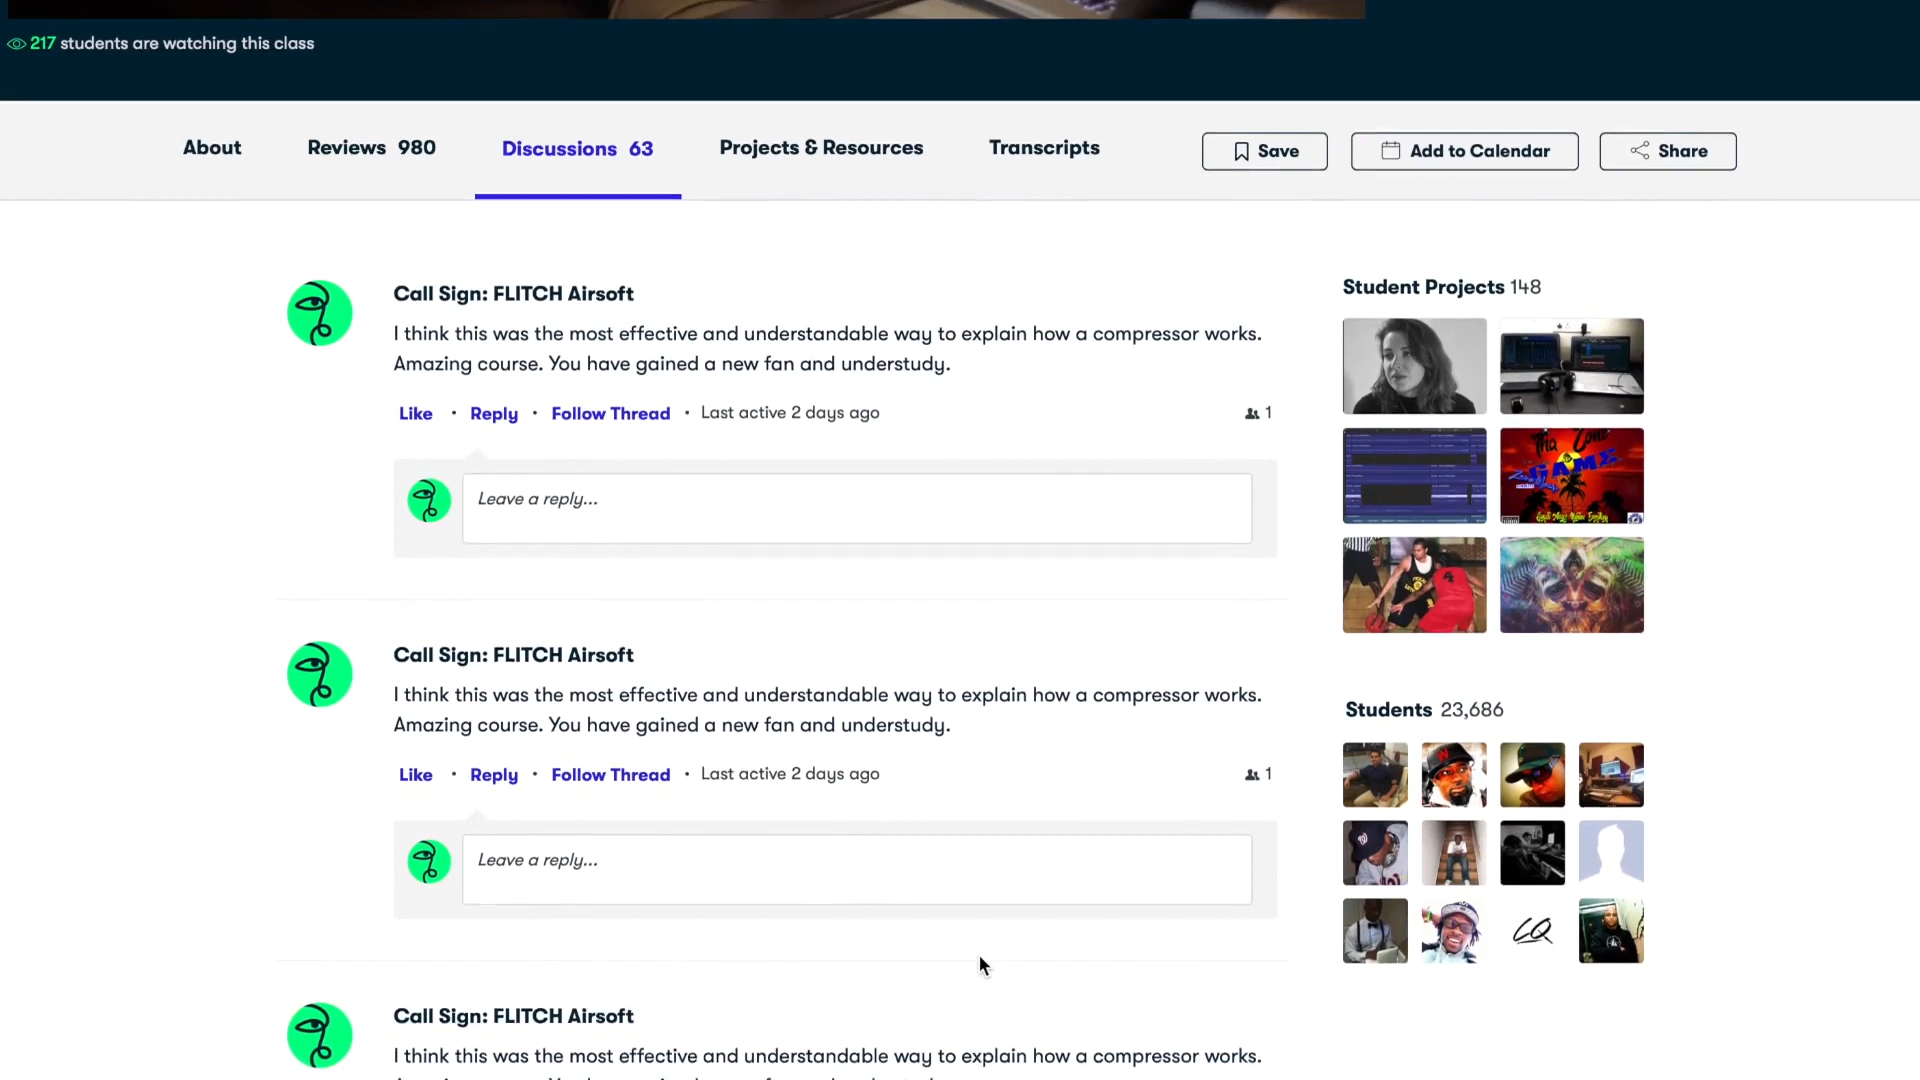 217 students are watching this class
About Reviews 980 Discussions 63 Projects & Resources Transcripts Save Add to Calendar Share
Call Sign: FLITCH Airsoft
I think this was the most effective and understandable way to explain how a compressor works.
Amazing course. You have gained a new fan and understudy.
Like · Reply · Follow Thread · Last active 2 days ago 1
Leave a reply...
Call Sign: FLITCH Airsoft
I think this was the most effective and understandable way to explain how a compressor works.
Amazing course. You have gained a new fan and understudy.
Like · Reply · Follow Thread · Last active 2 days ago 1
Leave a reply...
Call Sign: FLITCH Airsoft
I think this was the most effective and understandable way to explain how a compressor works.
Student Projects 148
Tha Zone
GAME
4
Students 23,686
W
CQ